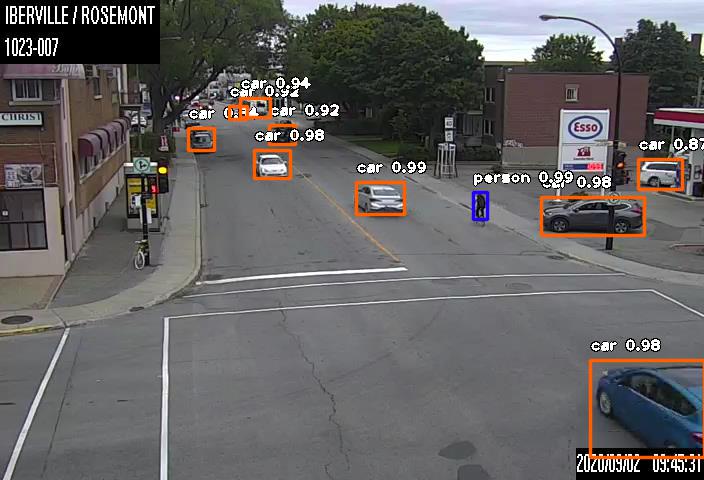 IBERVILLE / ROSEMONT
1023-007
car 0.94
car 0.92
car 0.92
car 0.98
car 0.99
person 0.99
car 0.98
car 0.87
CHRIST
Esso
car 0.98
2020/09/02 09:45:31